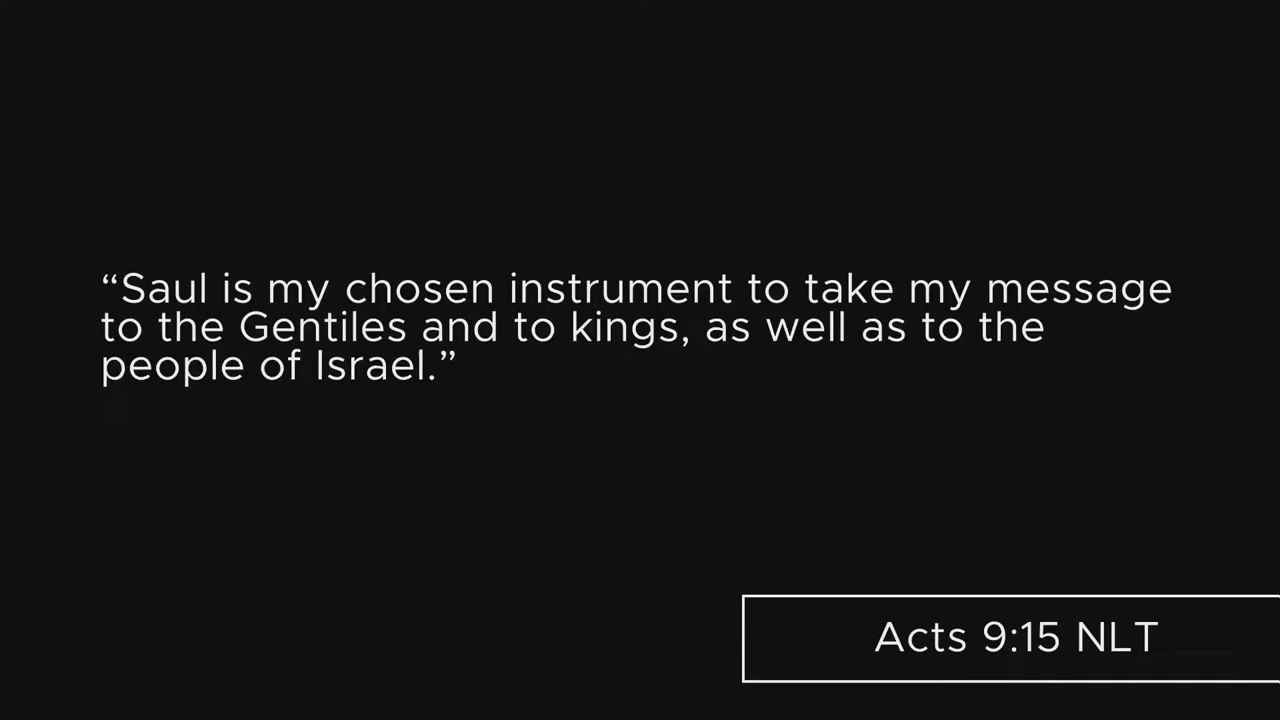 “Saul is my chosen instrument to take my message
to the Gentiles and to kings, as well as to the
people of Israel.”
Acts 9:15 NLT